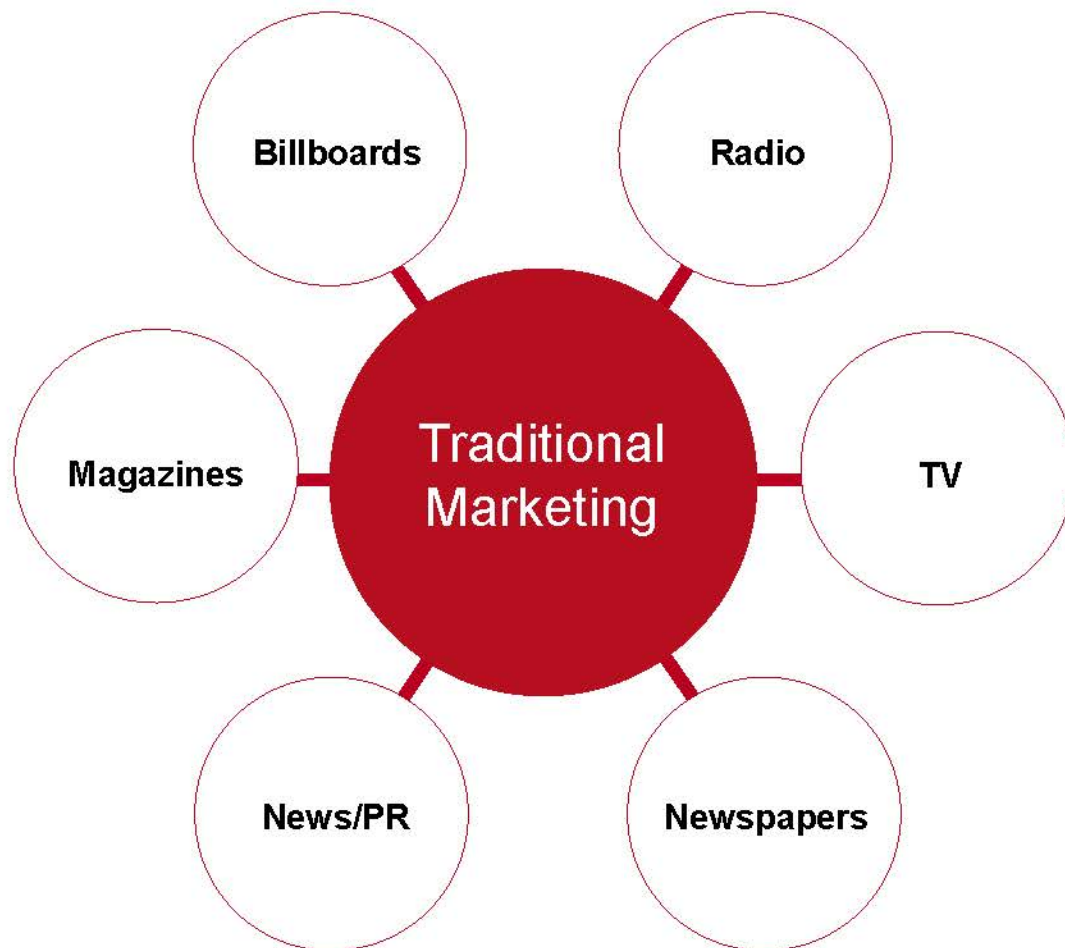 Billboards
Radio
Magazines
Traditional
Marketing
TV
News/PR
Newspapers